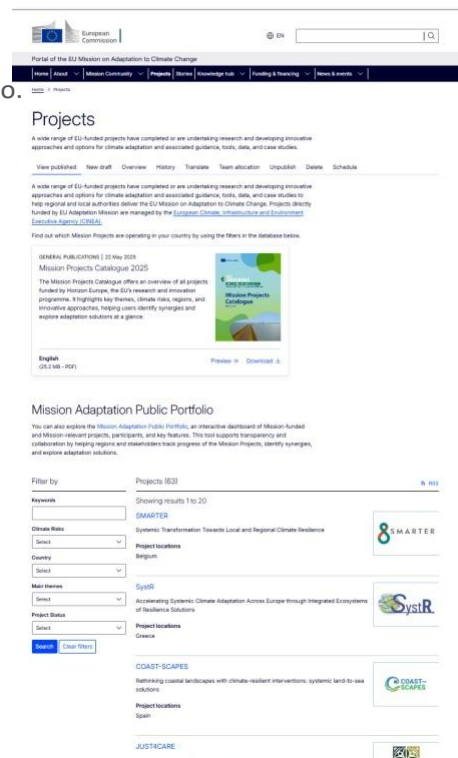 European
Commission
EN
Portal of the EU Mission on Adaptation to Climate Change
Home About Mission Community Projects Stories Knowledge hub Funding & financing News & events
o.
Home > Projects
Projects
A wide range of EU-funded projects have completed or are undertaking research and developing innovative
approaches and options for climate adaptation and associated guidance, tools, data, and case studies.
View published New draft Overview History Translate Team allocation Unpublish Delete Schedule
A wide range of EU-funded projects have completed or are undertaking research and developing innovative
approaches and options for climate adaptation and associated guidance, tools, data, and case studies to
help regional and local authorities deliver the EU Mission on Adaptation to Climate Change. Projects directly
funded by EU Adaptation Mission are managed by the European Climate, Infrastructure and Environment
Executive Agency (CINEA).
Find out which Mission Projects are operating in your country by using the filters in the database below.
GENERAL PUBLICATIONS | 22 May 2025
Mission Projects Catalogue 2025
The Mission Projects Catalogue offers an overview of all projects
funded by Horizon Europe, the EU's research and innovation
programme. It highlights key themes, climate risks, regions, and
innovative approaches, helping users identify synergies and
explore adaptation solutions at a glance.
Mission Projects
Catalogue
English
(25.2 MB - PDF)
Preview Download
Mission Adaptation Public Portfolio
You can also explore the Mission Adaptation Public Portfolio, an interactive dashboard of Mission-funded
and Mission-relevant projects, participants, and key features. This tool supports transparency and
collaboration by helping regions and stakeholders track progress of the Mission Projects, identify synergies,
and explore adaptation solutions.
Filter by
Keywords
Climate Risks
Select
Country
Select
Main themes
Select
Project Status
Select
Search Clear filters
Projects (63)
RSS
Showing results 1 to 20
SMARTER
Systemic Transformation Towards Local and Regional Climate Resilience
Project locations
Belgium
SMARTER
SystR
Accelerating Systemic Climate Adaptation Across Europe through Integrated Ecosystems
of Resilience Solutions
Project locations
Greece
SystR
COAST-SCAPES
Rethinking coastal landscapes with climate-resilient interventions: systemic land-to-sea
solutions
Project locations
Spain
COAST-
SCAPES
JUST4CARE